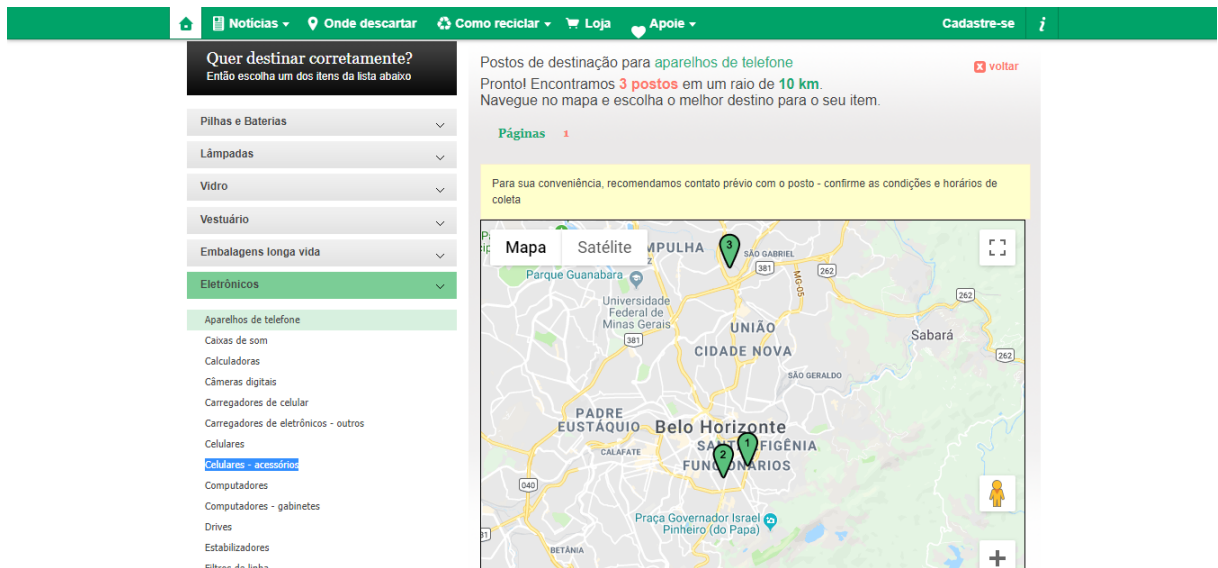 Notícias
Onde descartar
Como reciclar
Loja
Apoie
Cadastre-se
i
Quer destinar corretamente?
Então escolha um dos itens da lista abaixo
Pilhas e Baterias
Lâmpadas
Vidro
Vestuário
Embalagens longa vida
Eletrônicos
Aparelhos de telefone
Caixas de som
Calculadoras
Câmeras digitais
Carregadores de celular
Carregadores de eletrônicos - outros
Celulares
Celulares - acessórios
Computadores
Computadores - gabinetes
Drives
Estabilizadores
Filtros de linha
Postos de destinação para aparelhos de telefone
x voltar
Pronto! Encontramos 3 postos em um raio de 10 km.
Navegue no mapa e escolha o melhor destino para o seu item.
Páginas 1
Para sua conveniência, recomendamos contato prévio com o posto - confirme as condições e horários de
coleta
Mapa
Satélite
MPULHA
3
SÃO GABRIEL
381
262
MG-05
Parque Guanabara
Universidade
Federal de
Minas Gerais
381
262
UNIÃO
CIDADE NOVA
Sabará
262
SÃO GERALDO
PADRE
EUSTÁQUIO
Belo Horizonte
CALAFATE
1
2
FIGÊNIA
040
Praça Governador Israel
Pinheiro (do Papa)
BETÂNIA
+